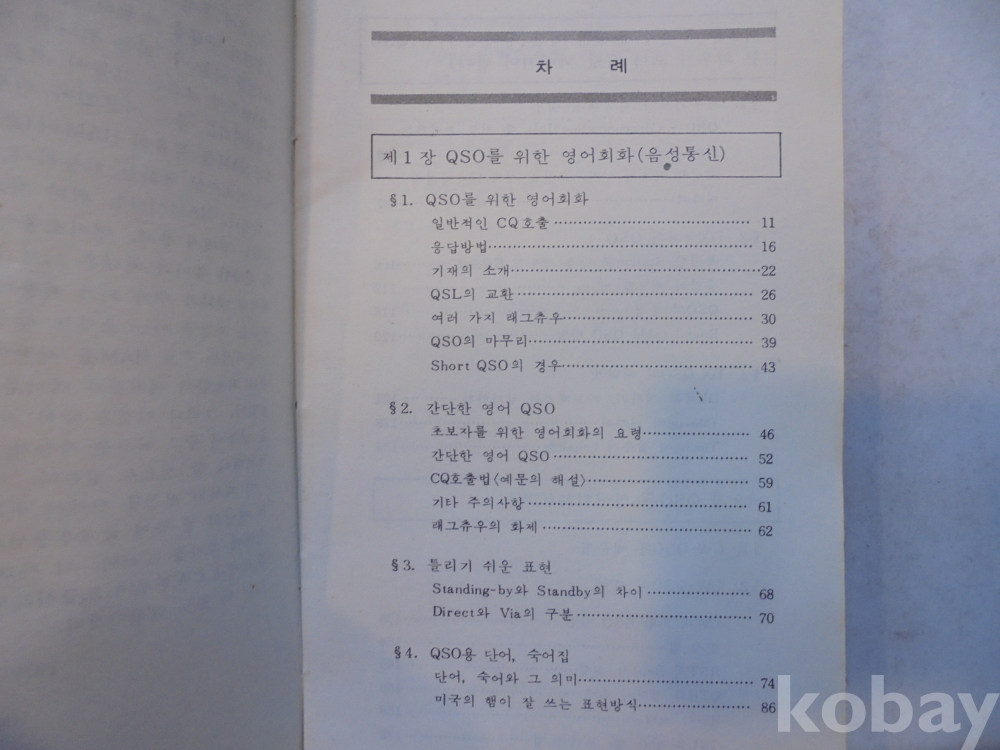 차 례
제 1 장 QSO를 위한 영어회화(음성통신)
§1. QSO를 위한 영어회화
일반적인 CQ호출 ……………………………… 11
응답방법 ……………………………… 16
기재의 소개 ……………………………… 22
QSL의 교환 ……………………………… 26
여러 가지 래그츄우 ……………………………… 30
QSO의 마무리 ……………………………… 39
Short QSO의 경우 ……………………………… 43
§2. 간단한 영어 QSO
초보자를 위한 영어회화의 요령 ……………… 46
간단한 영어 QSO ……………………………… 52
CQ호출법〈예문의 해설〉 ……………………… 59
기타 주의사항 ……………………………… 61
래그츄우의 화제 ……………………………… 62
§3. 틀리기 쉬운 표현
Standing-by와 Standby의 차이 ……………… 68
Direct와 Via의 구분 ……………………………… 70
§4. QSO용 단어, 숙어집
단어, 숙어와 그 의미 ……………………………… 74
미국의 햄이 잘 쓰는 표현방식 ……………… 86
kobay